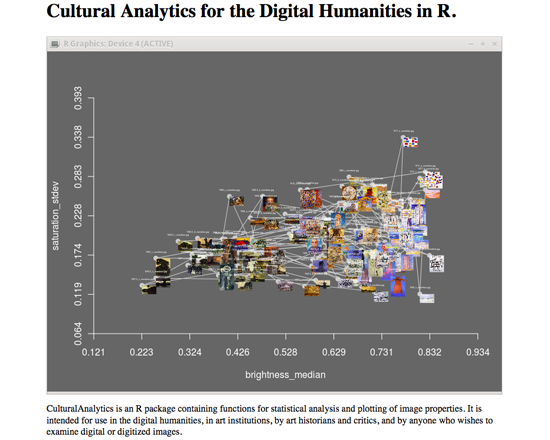 Cultural Analytics for the Digital Humanities in R.
R Graphics: Device 4 (ACTIVE)
0.393
0.338
0.283
0.228
0.174
0.119
0.064
saturation_stdev
0.121 0.223 0.324 0.426 0.528 0.629 0.731 0.832 0.934
brightness_median
CulturalAnalytics is an R package containing functions for statistical analysis and plotting of image properties. It is
intended for use in the digital humanities, in art institutions, by art historians and critics, and by anyone who wishes to
examine digital or digitized images.